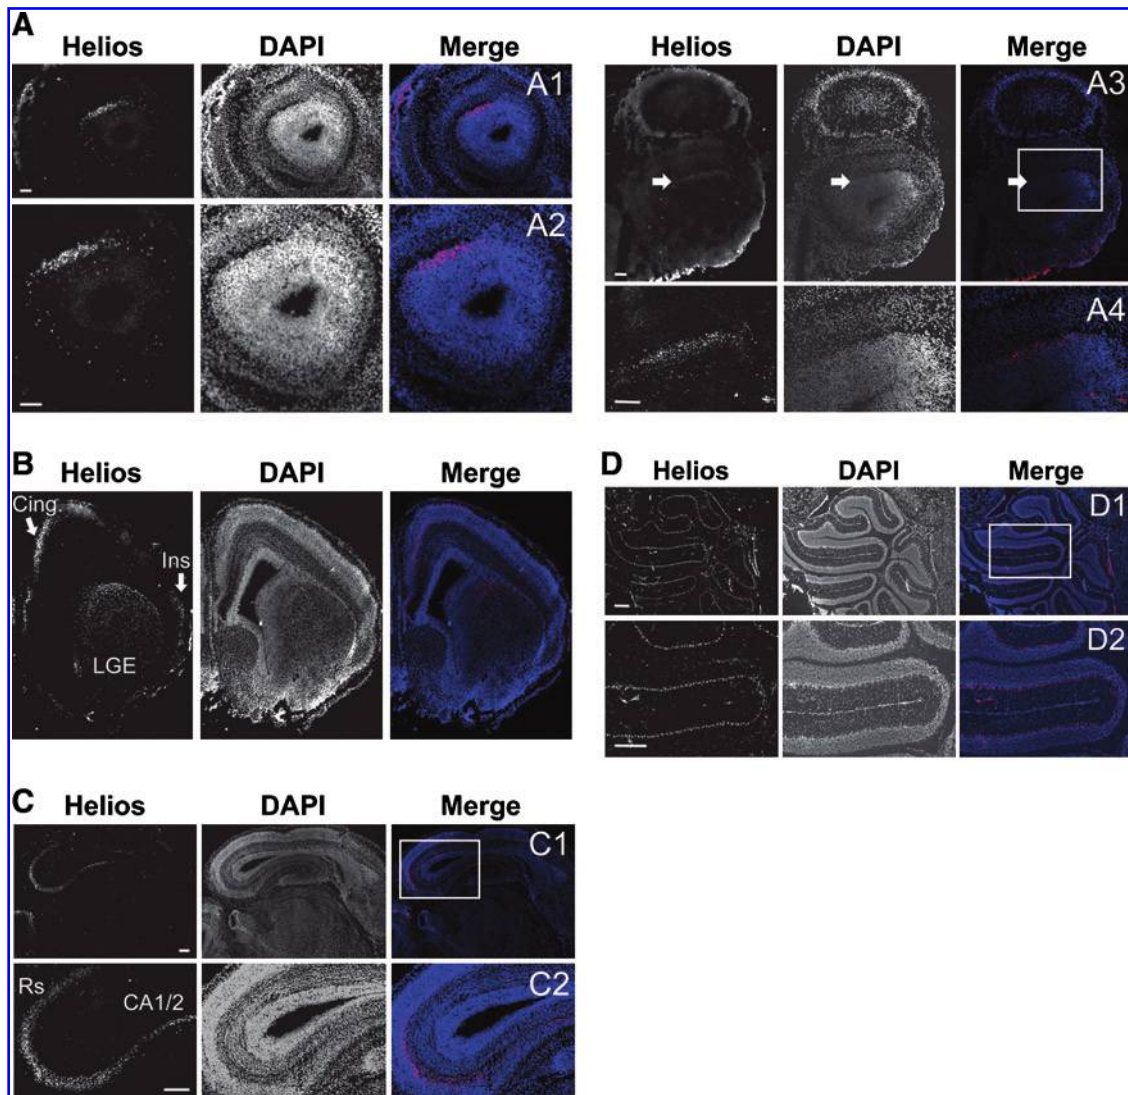 A
Helios DAPI Merge
A1
A2
Helios DAPI Merge
A3
A4
B
Helios DAPI Merge
Cing.
Ins
LGE
D
Helios DAPI Merge
D1
D2
C
Helios DAPI Merge
C1
Rs
CA1/2
C2